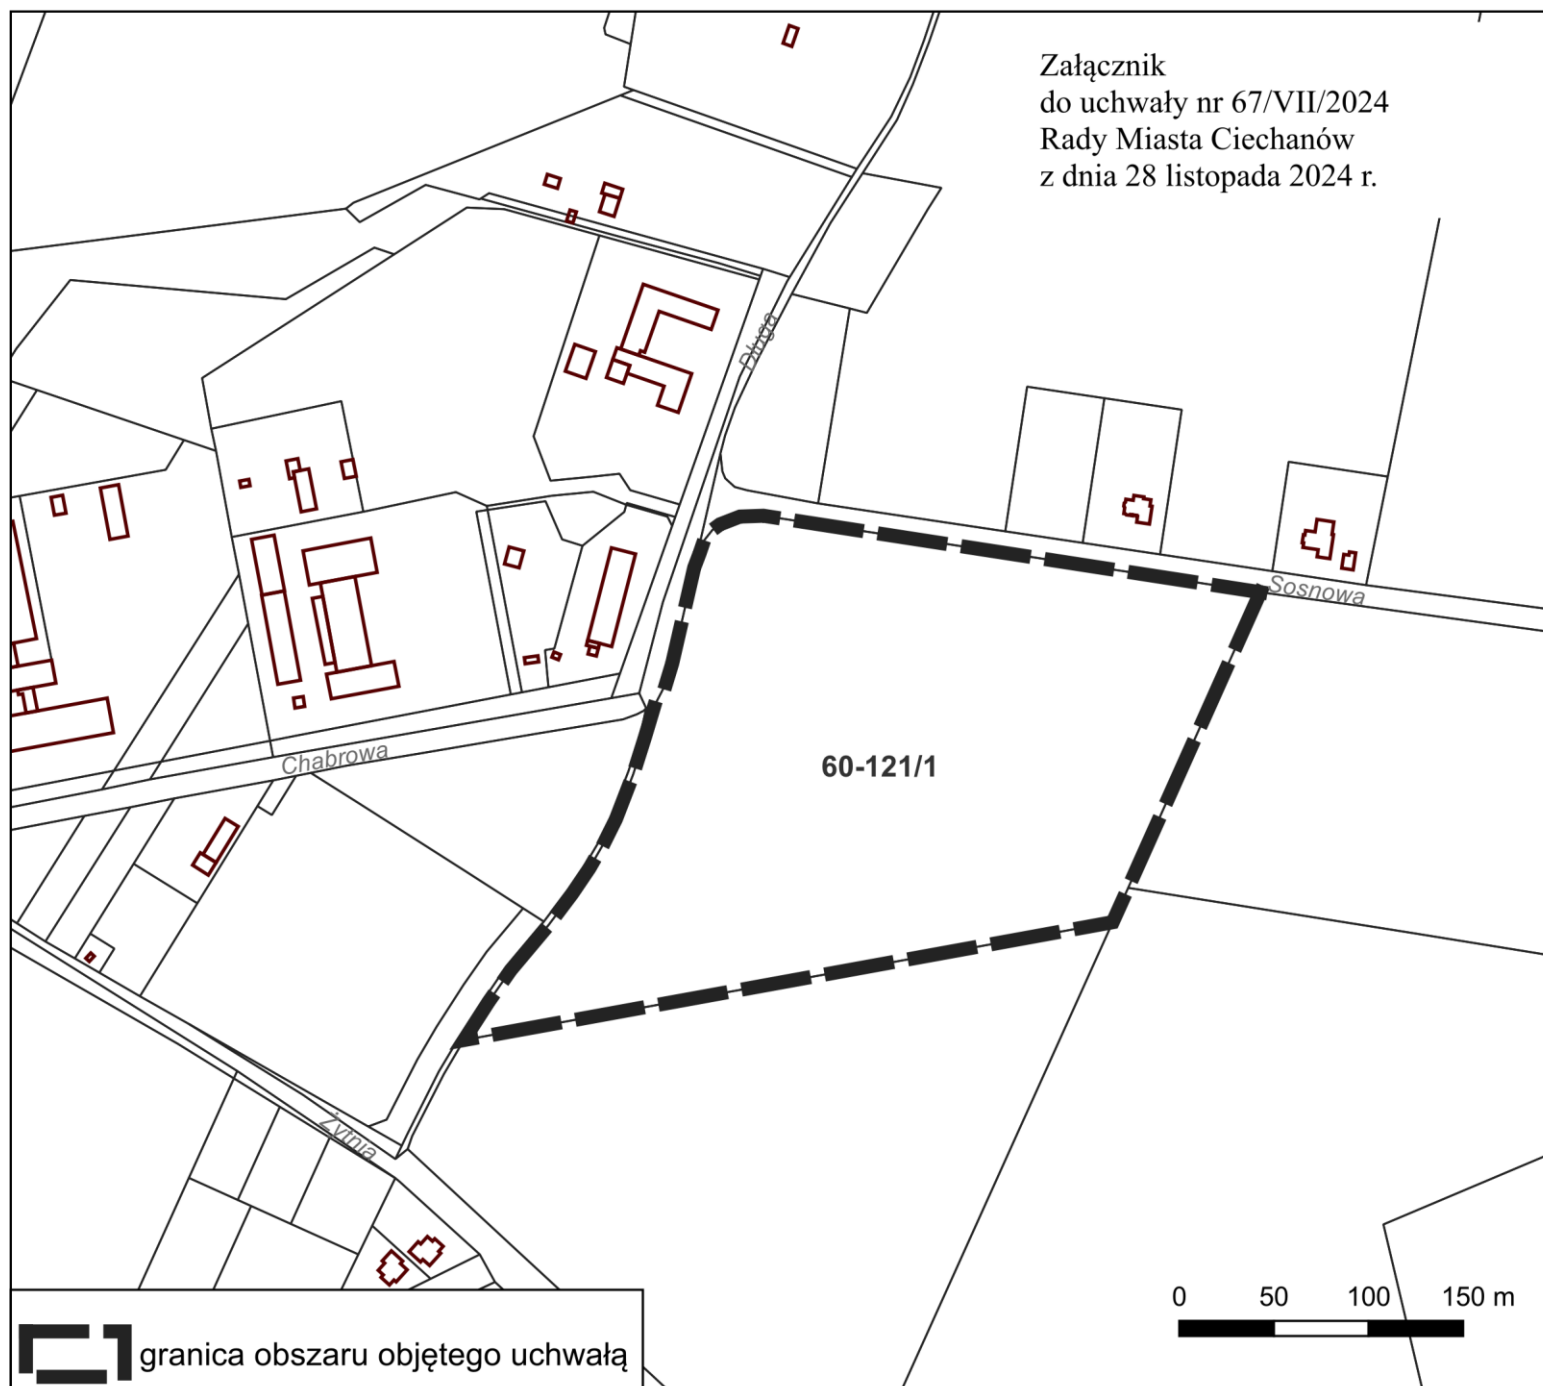 Załącznik
do uchwały nr 67/VII/2024
Rady Miasta Ciechanów
z dnia 28 listopada 2024 r.
Długa
Sosnowa
Chabrowa
60-121/1
Żytnia
0 50 100 150 m
granica obszaru objętego uchwałą